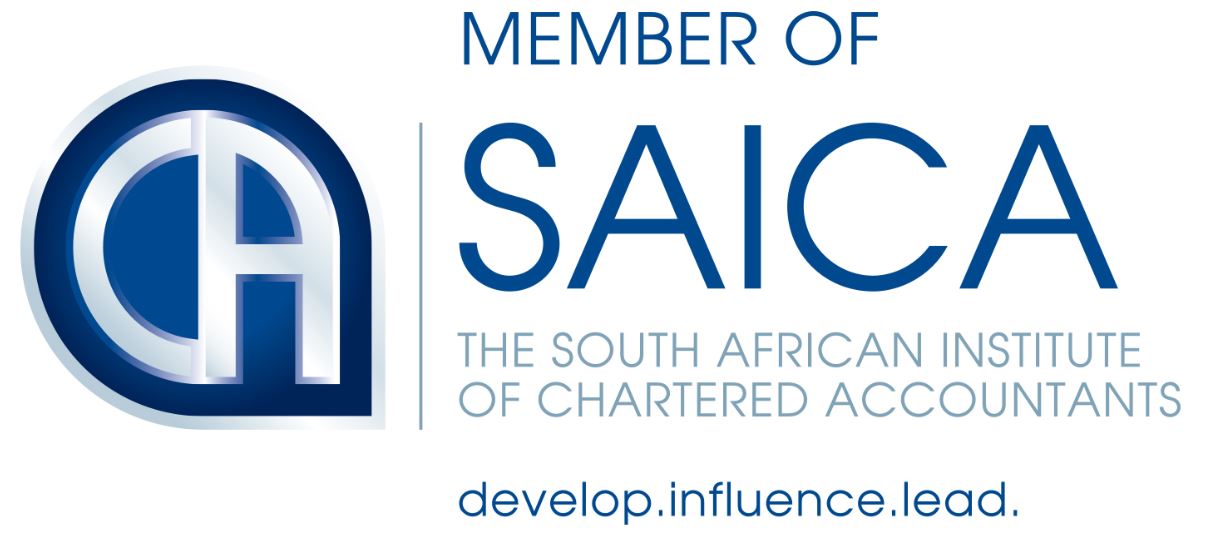 CA
MEMBER OF
SAICA
THE SOUTH AFRICAN INSTITUTE
OF CHARTERED ACCOUNTANTS
develop.influence.lead.